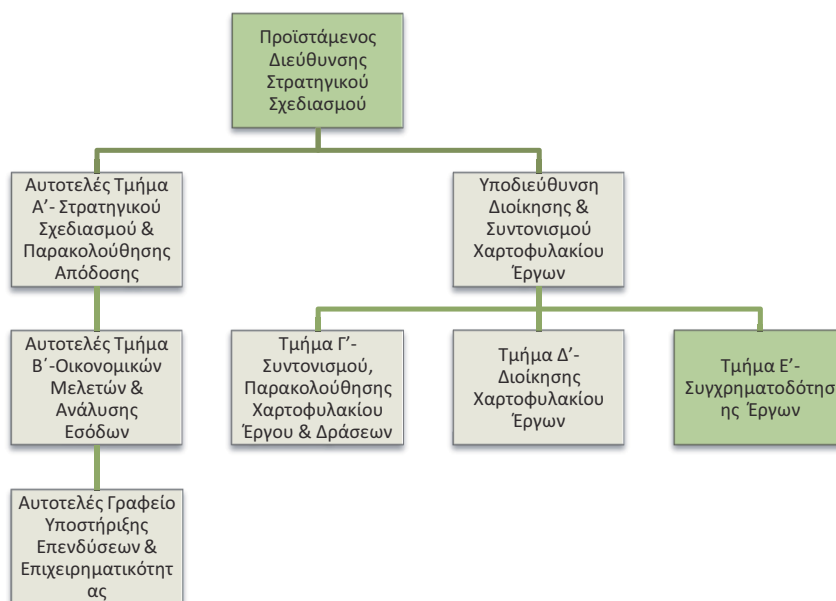 Προϊστάμενος
Διεύθυνσης
Στρατηγικού
Σχεδιασμού
Αυτοτελές Τμήμα
Α'- Στρατηγικού
Σχεδιασμού &
Παρακολούθησης
Απόδοσης
Υποδιεύθυνση
Διοίκησης &
Συντονισμού
Χαρτοφυλακίου
Έργων
Αυτοτελές Τμήμα
Β΄-Οικονομικών
Μελετών &
Ανάλυσης
Εσόδων
Τμήμα Γ'-
Συντονισμού,
Παρακολούθησης
Χαρτοφυλακίου
Έργου & Δράσεων
Τμήμα Δ'-
Διοίκησης
Χαρτοφυλακίου
Έργων
Τμήμα Ε'-
Συγχρηματοδότησ
ης Έργων
Αυτοτελές Γραφείο
Υποστήριξης
Επενδύσεων &
Επιχειρηματικότητ
ας